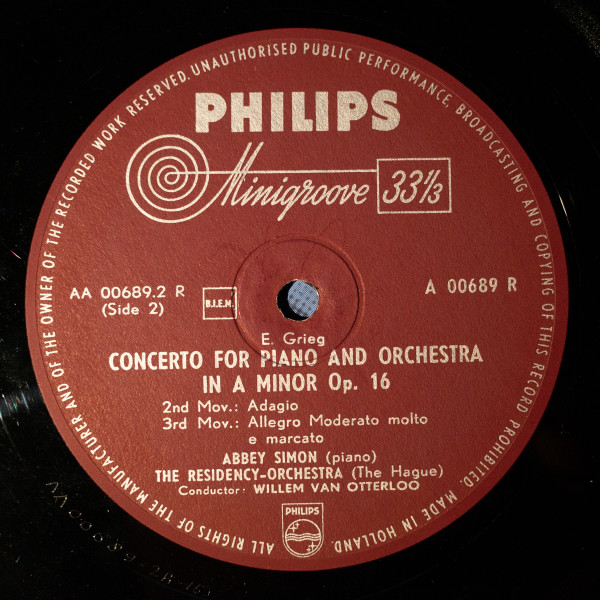 ALL RIGHTS OF THE MANUFACTURER AND OF THE OWNER OF THE RECORDED WORK RESERVED. UNAUTHORISED PUBLIC PERFORMANCE, BROADCASTING AND COPYING OF THIS RECORD PROHIBITED. MADE IN HOLLAND.
PHILIPS
Minigroove 33⅓
AA 00689.2 R
(Side 2)
B.I.E.M.
A 00689 R
E. Grieg
CONCERTO FOR PIANO AND ORCHESTRA
IN A MINOR Op. 16
2nd Mov.: Adagio
3rd Mov.: Allegro Moderato molto
e marcato
ABBEY SIMON (piano)
THE RESIDENCY-ORCHESTRA (The Hague)
Conductor: WILLEM VAN OTTERLOO
PHILIPS